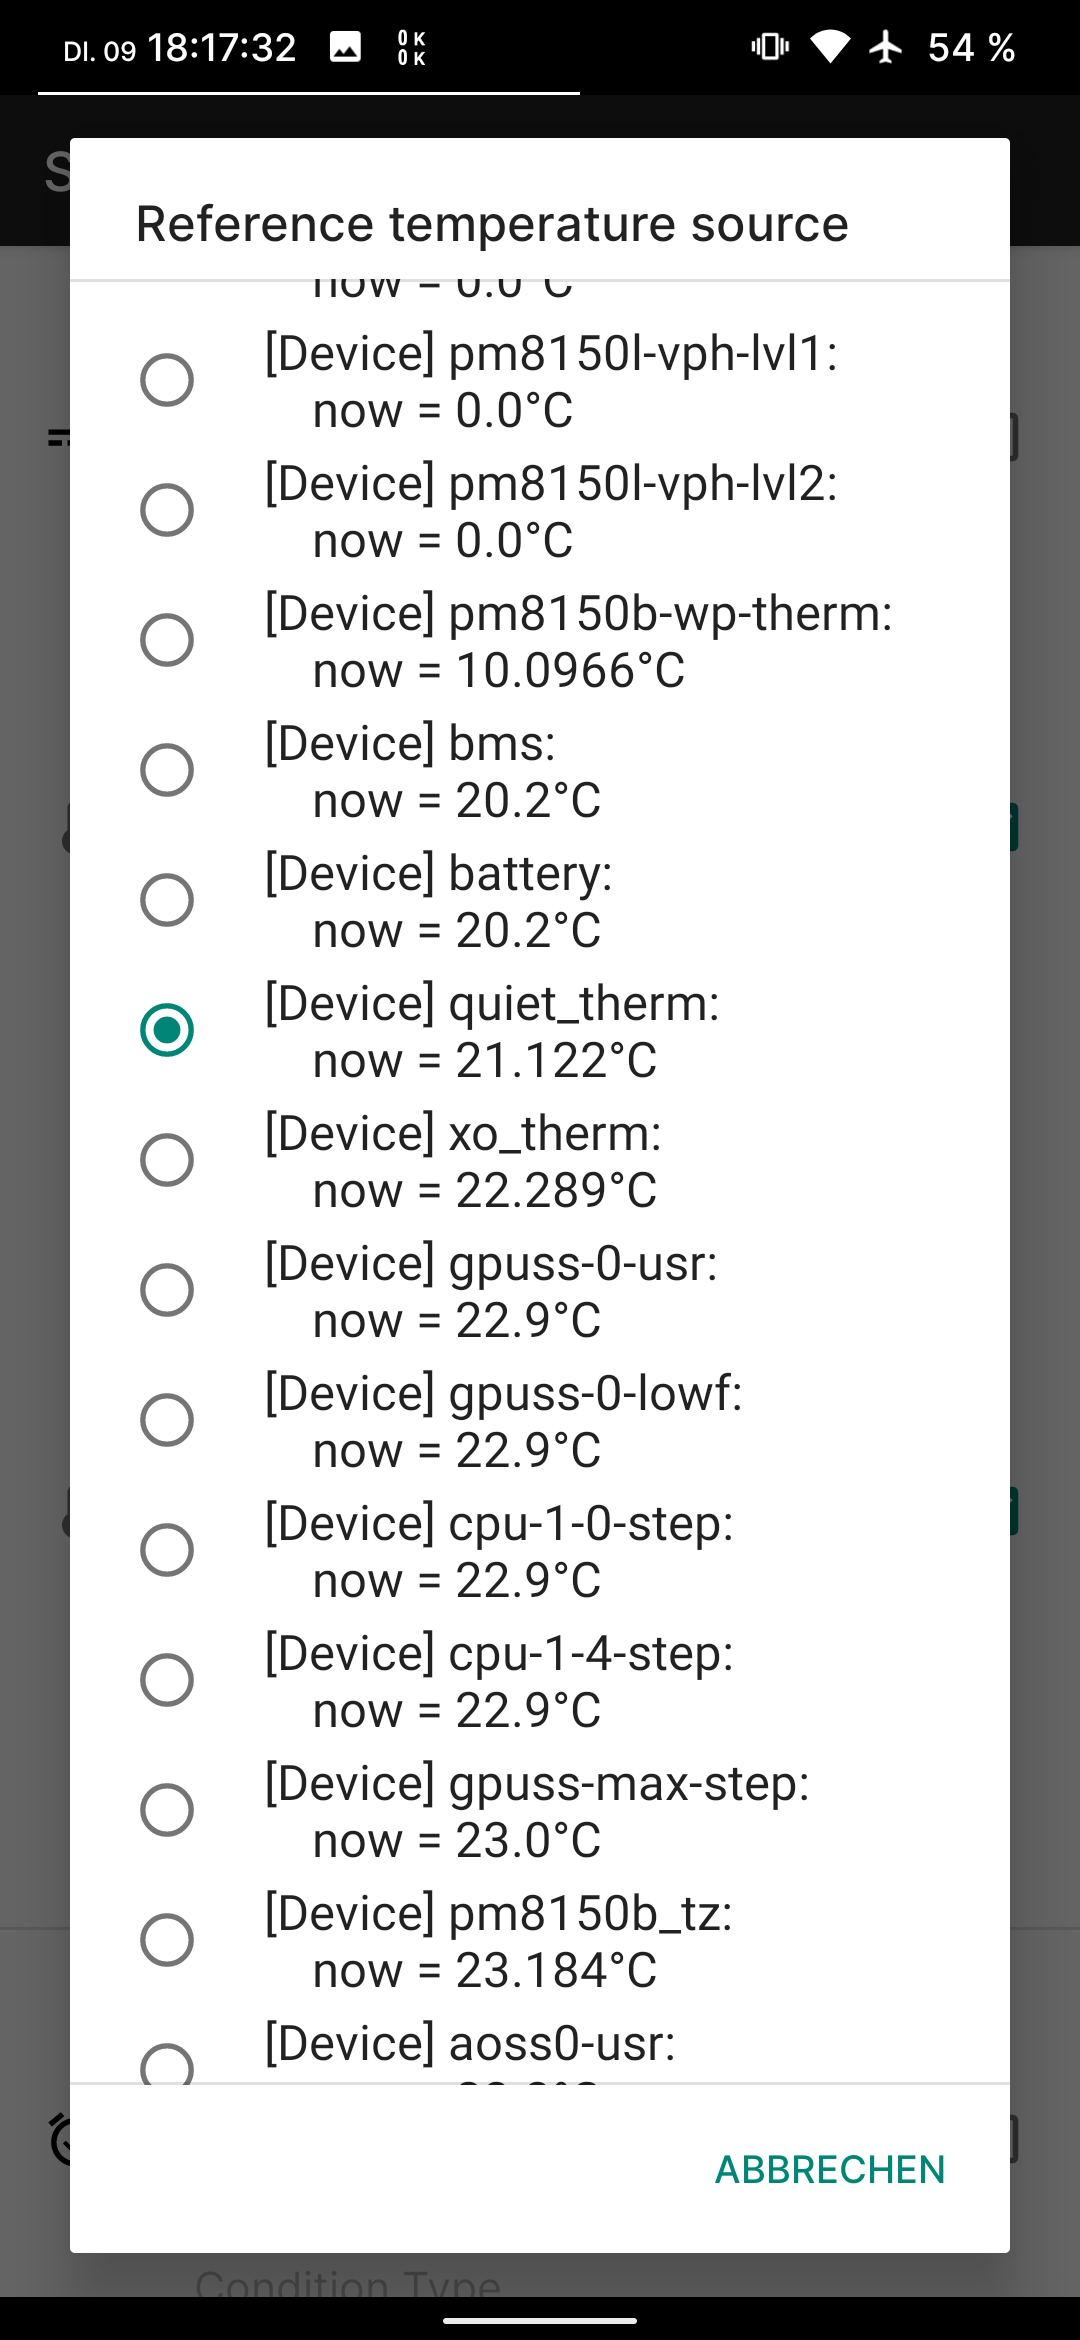 DI. 09 18:17:32 0 K 54 %
0 K
S
Reference temperature source
now = 0.0°C
[Device] pm8150l-vph-lvl1:
now = 0.0°C
[Device] pm8150l-vph-lvl2:
now = 0.0°C
[Device] pm8150b-wp-therm:
now = 10.0966°C
[Device] bms:
now = 20.2°C
[Device] battery:
now = 20.2°C
[Device] quiet_therm:
now = 21.122°C
[Device] xo_therm:
now = 22.289°C
[Device] gpuss-0-usr:
now = 22.9°C
[Device] gpuss-0-lowf:
now = 22.9°C
[Device] cpu-1-0-step:
now = 22.9°C
[Device] cpu-1-4-step:
now = 22.9°C
[Device] gpuss-max-step:
now = 23.0°C
[Device] pm8150b_tz:
now = 23.184°C
[Device] aoss0-usr:
ABBRECHEN
Condition Type